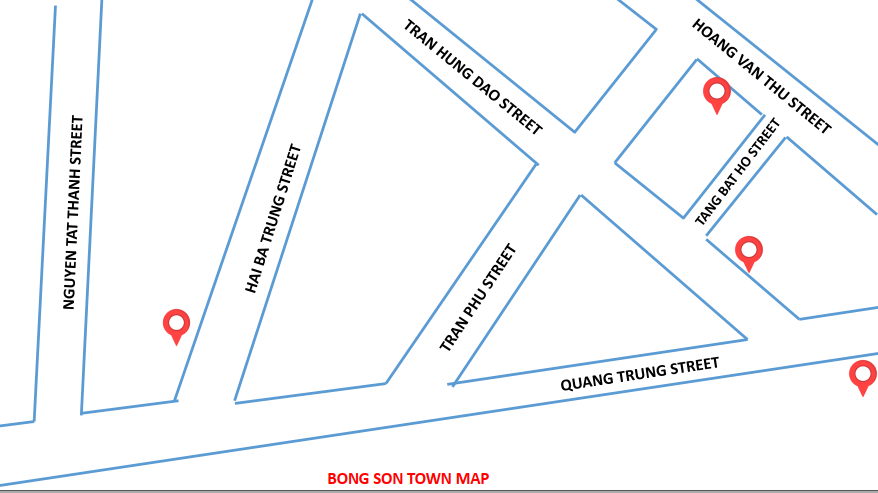 HOANG VAN THU STREET
TRAN HUNG DAO STREET
TANG BAT HO STREET
NGUYEN TAT THANH STREET
HAI BA TRUNG STREET
TRAN PHU STREET
QUANG TRUNG STREET
BONG SON TOWN MAP